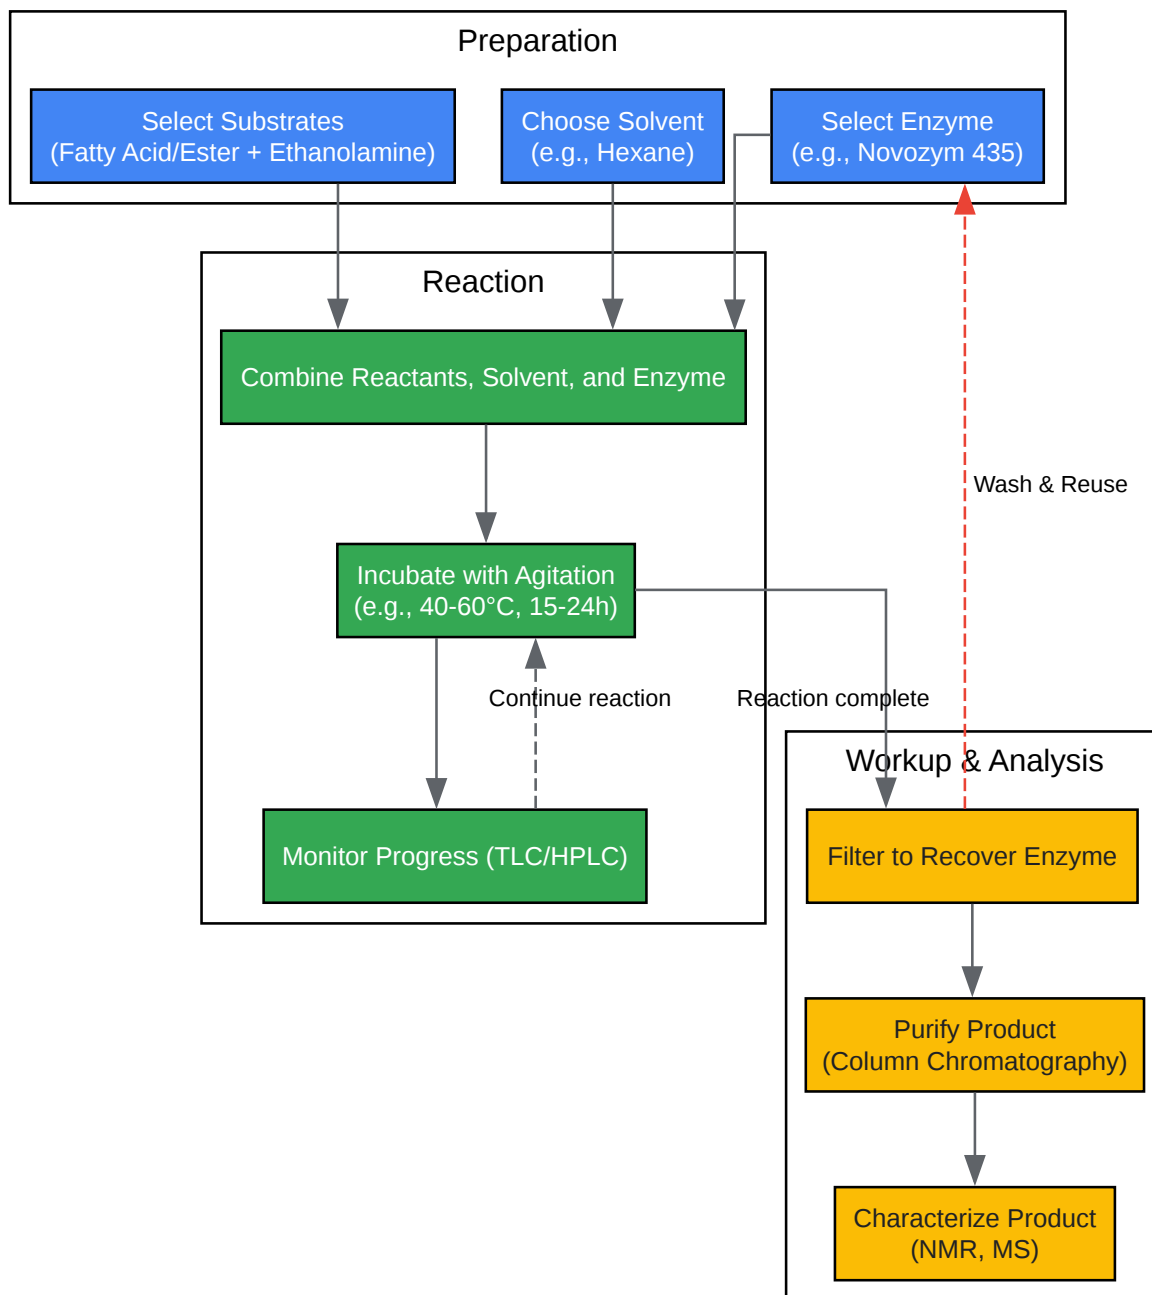 Preparation
Select Substrates
(Fatty Acid/Ester + Ethanolamine)
Choose Solvent
(e.g., Hexane)
Select Enzyme
(e.g., Novozym 435)
Reaction
Combine Reactants, Solvent, and Enzyme
Wash & Reuse
Incubate with Agitation
(e.g., 40-60°C, 15-24h)
Continue reaction
Reaction complete
Workup & Analysis
Monitor Progress (TLC/HPLC)
Filter to Recover Enzyme
Purify Product
(Column Chromatography)
Characterize Product
(NMR, MS)